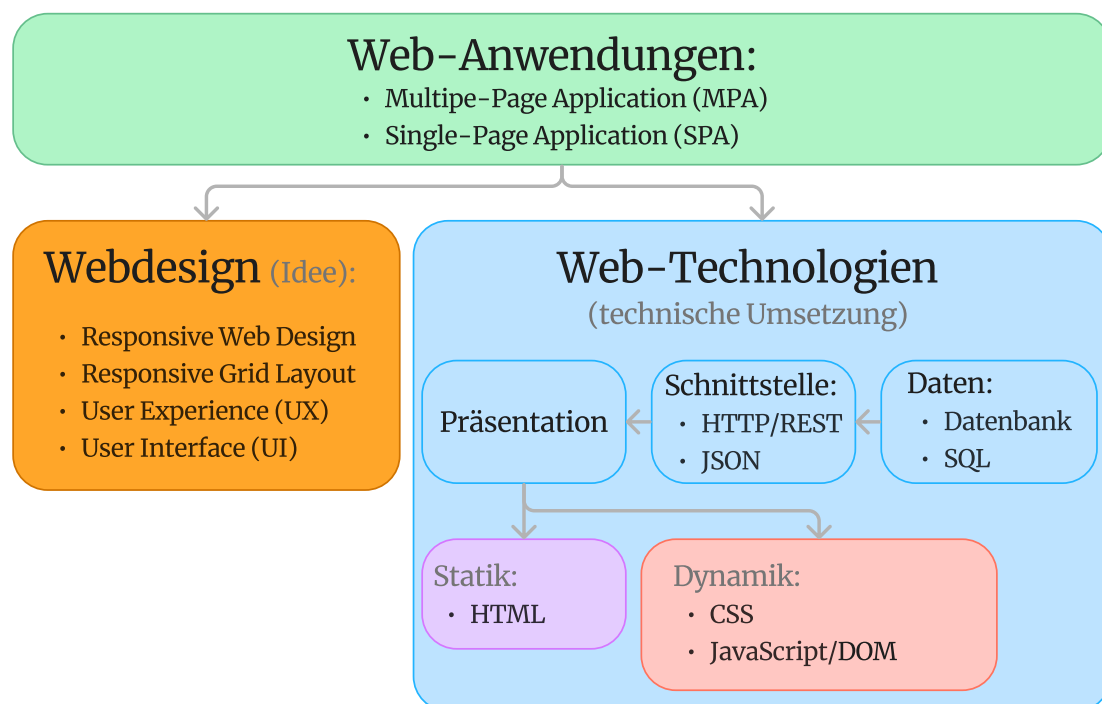 Web-Anwendungen:
• Multipe-Page Application (MPA)
• Single-Page Application (SPA)
Webdesign (Idee):
• Responsive Web Design
• Responsive Grid Layout
• User Experience (UX)
• User Interface (UI)
Web-Technologien
(technische Umsetzung)
Präsentation
Schnittstelle:
• HTTP/REST
• JSON
Daten:
• Datenbank
• SQL
Statik:
• HTML
Dynamik:
• CSS
• JavaScript/DOM